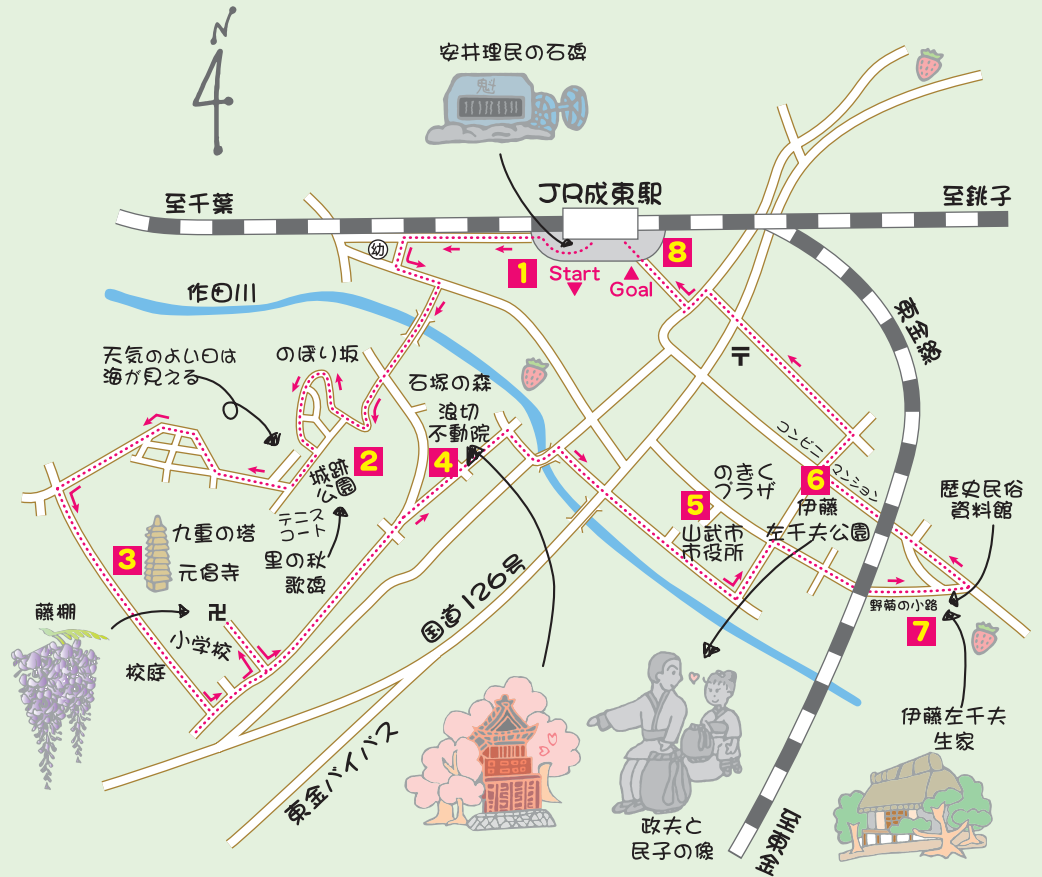 N
安井理民の石碑
魁
至千葉
JR成東駅
至銚子
幼
1
Start
Goal
8
作田川
東金線
〒
天気のよい日は
海が見える
のぼり坂
石塚の森
浪切
不動院
4
2
城跡
公園
テニス
コート
里の秋
歌碑
コンビニ
マンション
のきく
プラザ
6
5
山武市
市役所
伊藤
左千夫公園
歴史民俗
資料館
3
九重の塔
元倡寺
藤棚
卍
小学校
校庭
国道126号
野菊の小路
7
伊藤左千夫
生家
東金バイパス
政夫と
民子の像
至東金